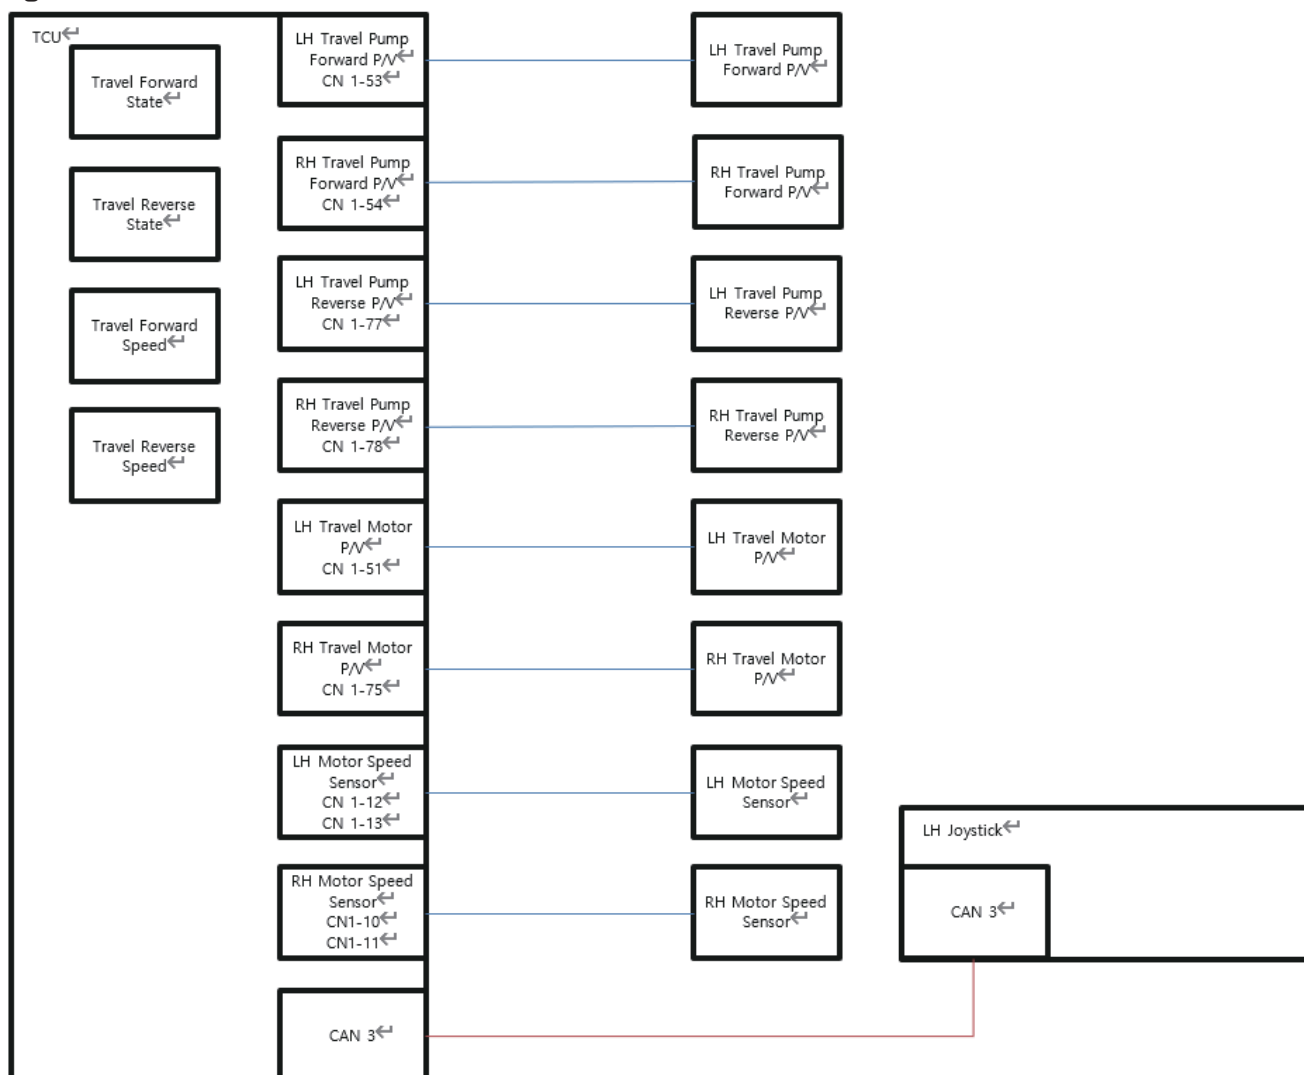 TCU
Travel Forward
State
Travel Reverse
State
Travel Forward
Speed
Travel Reverse
Speed
LH Travel Pump
Forward P/V
CN 1-53
RH Travel Pump
Forward P/V
CN 1-54
LH Travel Pump
Reverse P/V
CN 1-77
RH Travel Pump
Reverse P/V
CN 1-78
LH Travel Motor
P/V
CN 1-51
RH Travel Motor
P/V
CN 1-75
LH Motor Speed
Sensor
CN 1-12
CN 1-13
RH Motor Speed
Sensor
CN1-10
CN1-11
CAN 3
LH Travel Pump
Forward P/V
RH Travel Pump
Forward P/V
LH Travel Pump
Reverse P/V
RH Travel Pump
Reverse P/V
LH Travel Motor
P/V
RH Travel Motor
P/V
LH Motor Speed
Sensor
RH Motor Speed
Sensor
LH Joystick
CAN 3